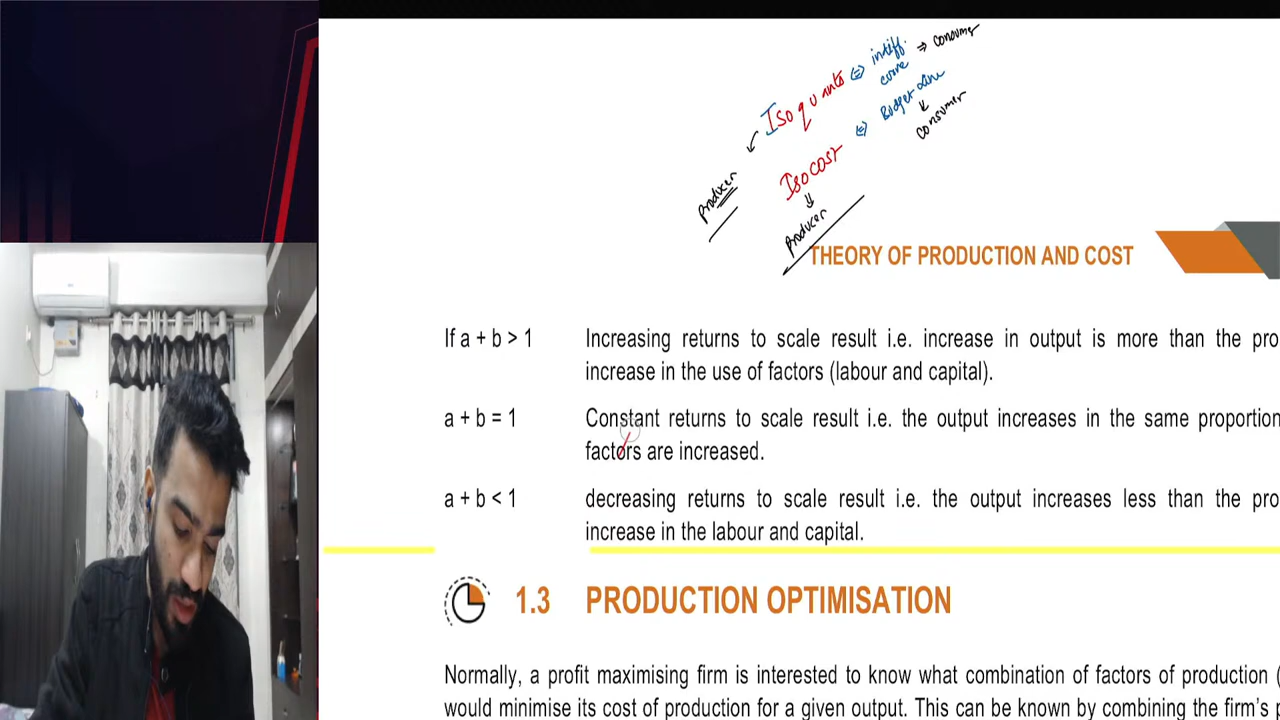 Isoquants ⇔ indiff. curve ⇒ consumer
Producer
Isocost ⇔ Budget Line
consumer
Producer
THEORY OF PRODUCTION AND COST
If a + b > 1 Increasing returns to scale result i.e. increase in output is more than the pro
increase in the use of factors (labour and capital).
a + b = 1 Constant returns to scale result i.e. the output increases in the same proportion
factors are increased.
a + b < 1 decreasing returns to scale result i.e. the output increases less than the pro
increase in the labour and capital.
1.3 PRODUCTION OPTIMISATION
Normally, a profit maximising firm is interested to know what combination of factors of production (
would minimise its cost of production for a given output. This can be known by combining the firm's p